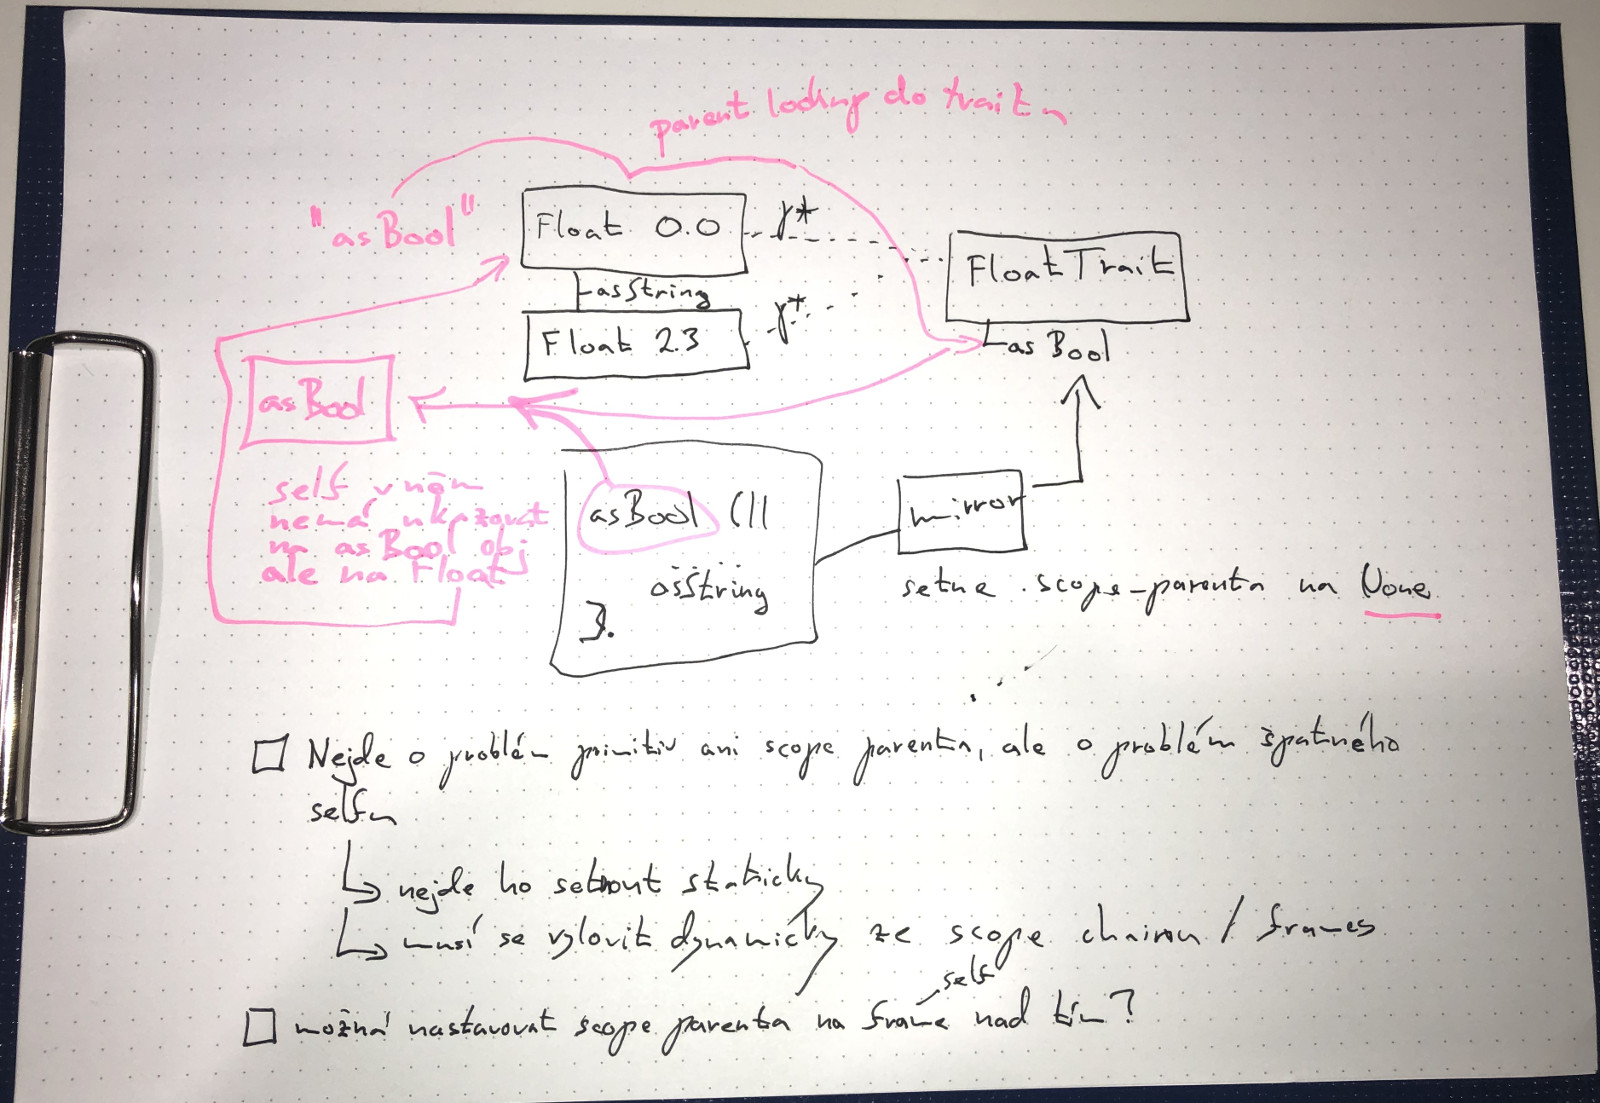 parent lookup do traitu
"asBool"
Float 0.0
p*
FloatTrait
asString
p*
Float 2.3
asBool
asBool
self v něm
nemá ukazovat
na asBool obj
ale na Float
asBool (||
asString
).
mirror
setne scope-parenta na None
Nejde o problém primitiv ani scope parenta, ale o problém špatného
selfu
nejde ho setnout staticky
musí se vylovit dynamicky ze scope chainu / frames
self
možná nastavovat scope parenta na frame nad tím?